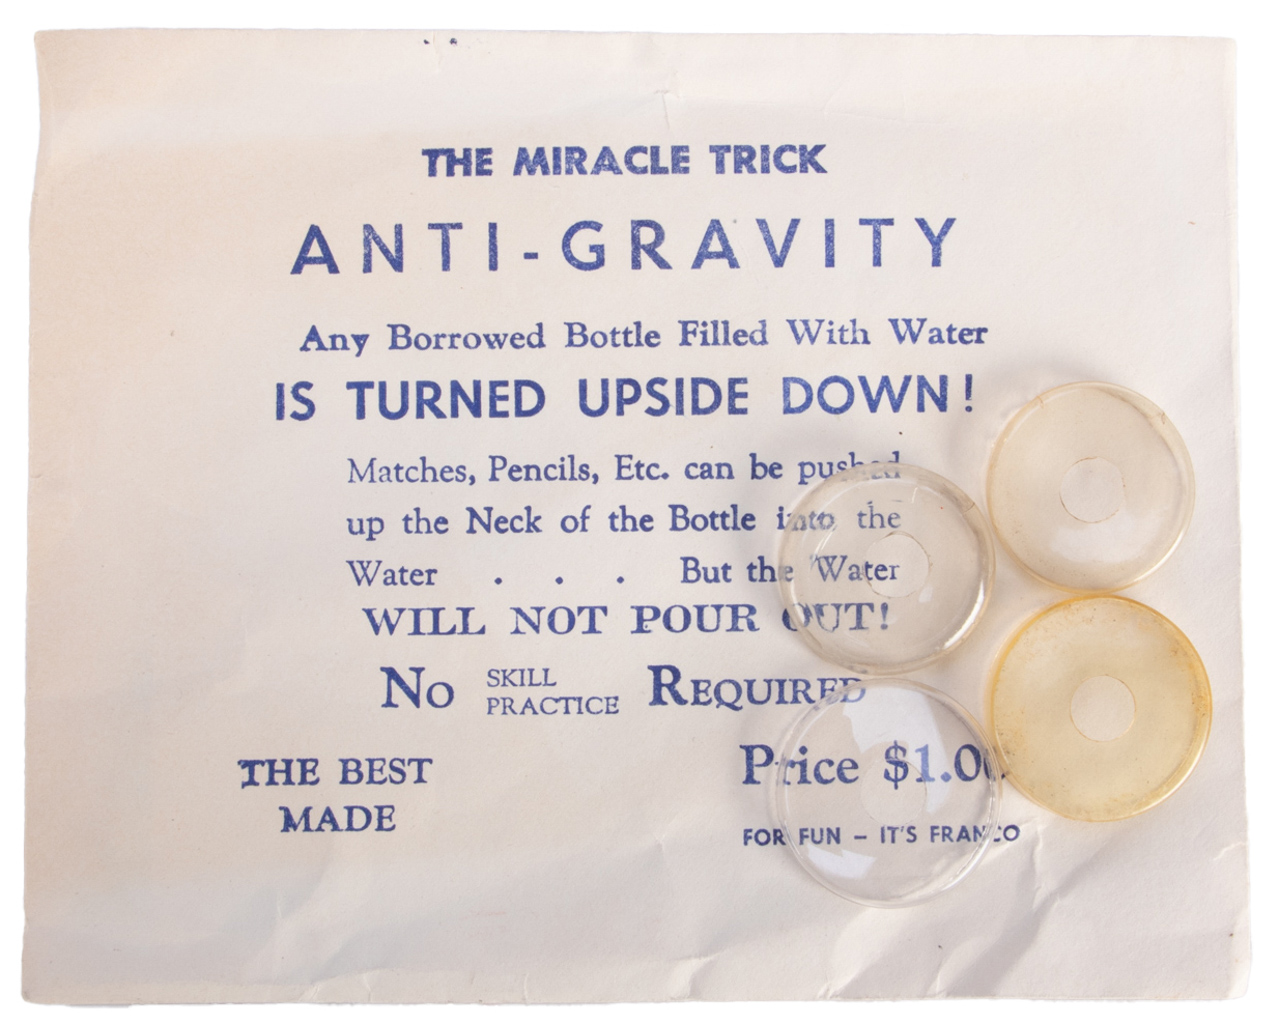 THE MIRACLE TRICK
ANTI-GRAVITY
Any Borrowed Bottle Filled With Water
IS TURNED UPSIDE DOWN!
Matches, Pencils, Etc. can be pushed
up the Neck of the Bottle into the
Water . . . But the Water
WILL NOT POUR OUT!
No SKILL PRACTICE REQUIRED
THE BEST
MADE
Price $1.00
FOR FUN – IT'S FRANCO